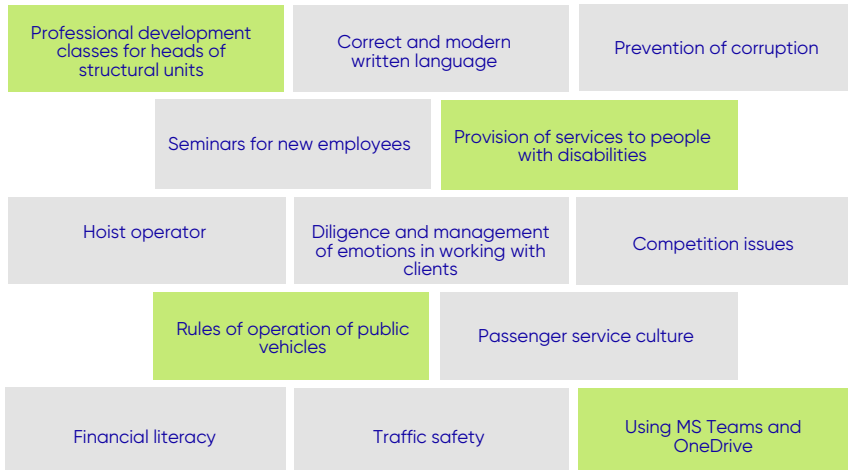 Professional development
classes for heads of
structural units
Correct and modern
written language
Prevention of corruption
Seminars for new employees
Provision of services to people
with disabilities
Hoist operator
Diligence and management
of emotions in working with
clients
Competition issues
Rules of operation of public
vehicles
Passenger service culture
Financial literacy
Traffic safety
Using MS Teams and
OneDrive